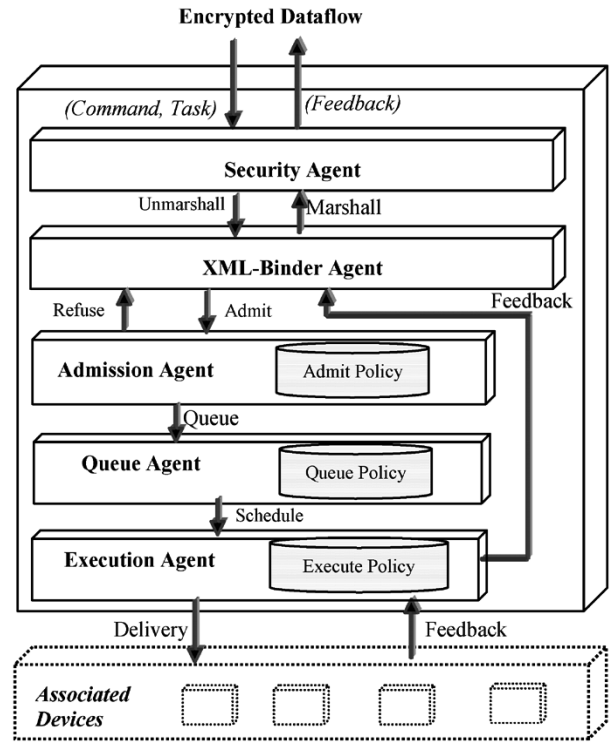 Encrypted Dataflow
(Command, Task)
(Feedback)
Security Agent
Unmarshall
Marshall
XML-Binder Agent
Refuse
Admit
Feedback
Admission Agent
Admit Policy
Queue
Queue Agent
Queue Policy
Schedule
Execution Agent
Execute Policy
Delivery
Feedback
Associated
Devices